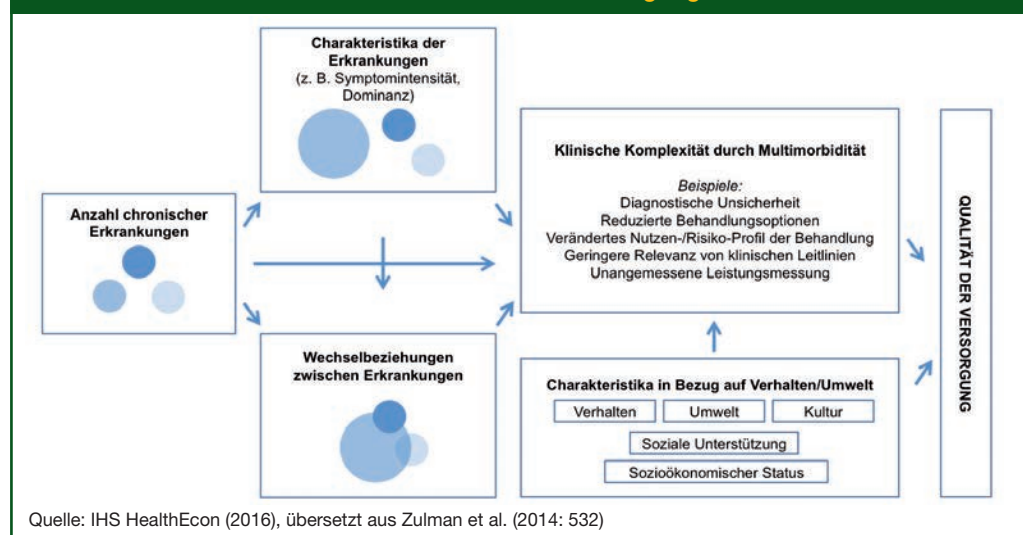 Charakteristika der
Erkrankungen
(z. B. Symptomintensität,
Dominanz)
Anzahl chronischer
Erkrankungen
Wechselbeziehungen
zwischen Erkrankungen
Klinische Komplexität durch Multimorbidität
Beispiele:
Diagnostische Unsicherheit
Reduzierte Behandlungsoptionen
Verändertes Nutzen-/Risiko-Profil der Behandlung
Geringere Relevanz von klinischen Leitlinien
Unangemessene Leistungsmessung
Charakteristika in Bezug auf Verhalten/Umwelt
Verhalten
Umwelt
Kultur
Soziale Unterstützung
Sozioökonomischer Status
QUALITÄT DER VERSORGUNG
Quelle: IHS HealthEcon (2016), übersetzt aus Zulman et al. (2014: 532)